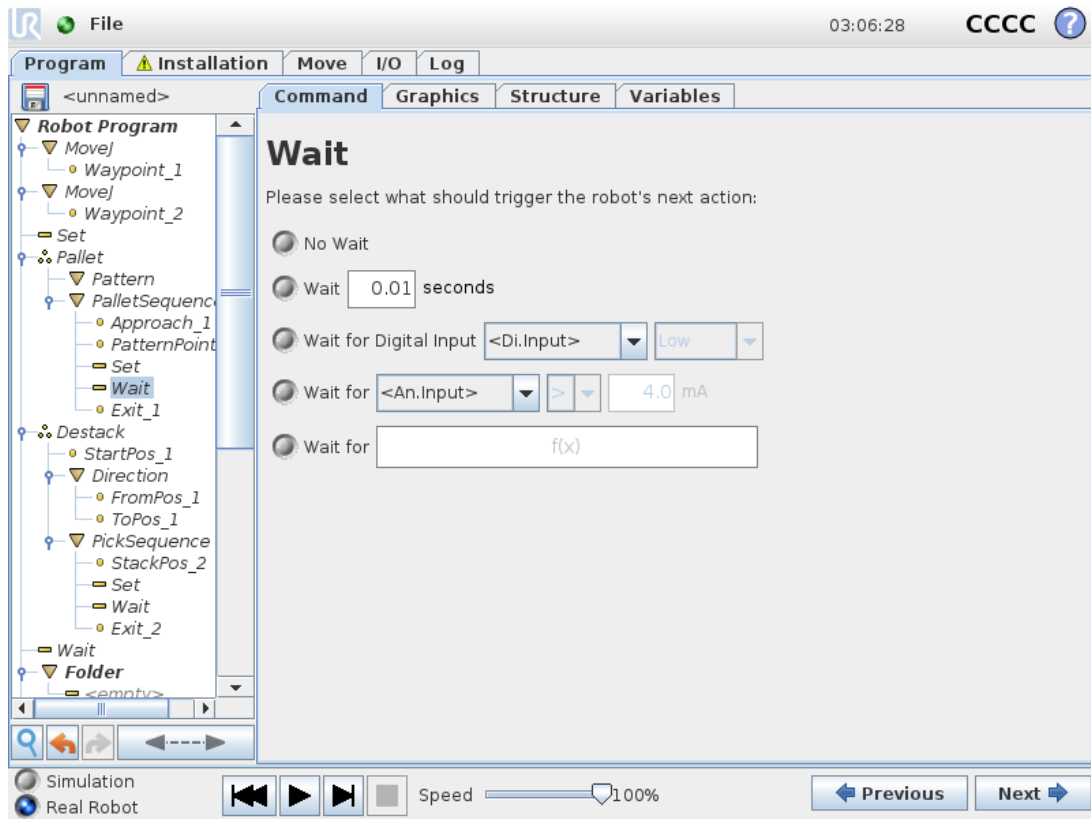 UR File 03:06:28 CCCC ?
Program Installation Move I/O Log
<unnamed> Command Graphics Structure Variables
Robot Program
MoveJ
Waypoint_1
MoveJ
Waypoint_2
Set
Pallet
Pattern
PalletSequenc
Approach_1
PatternPoint
Set
Wait
Exit_1
Destack
StartPos_1
Direction
FromPos_1
ToPos_1
PickSequence
StackPos_2
Set
Wait
Exit_2
Wait
Folder
<empty>
Wait
Please select what should trigger the robot's next action:
No Wait
Wait 0.01 seconds
Wait for Digital Input <Di.Input> Low
Wait for <An.Input> > 4.0 mA
Wait for f(x)
Simulation
Real Robot
Speed 100%
Previous Next